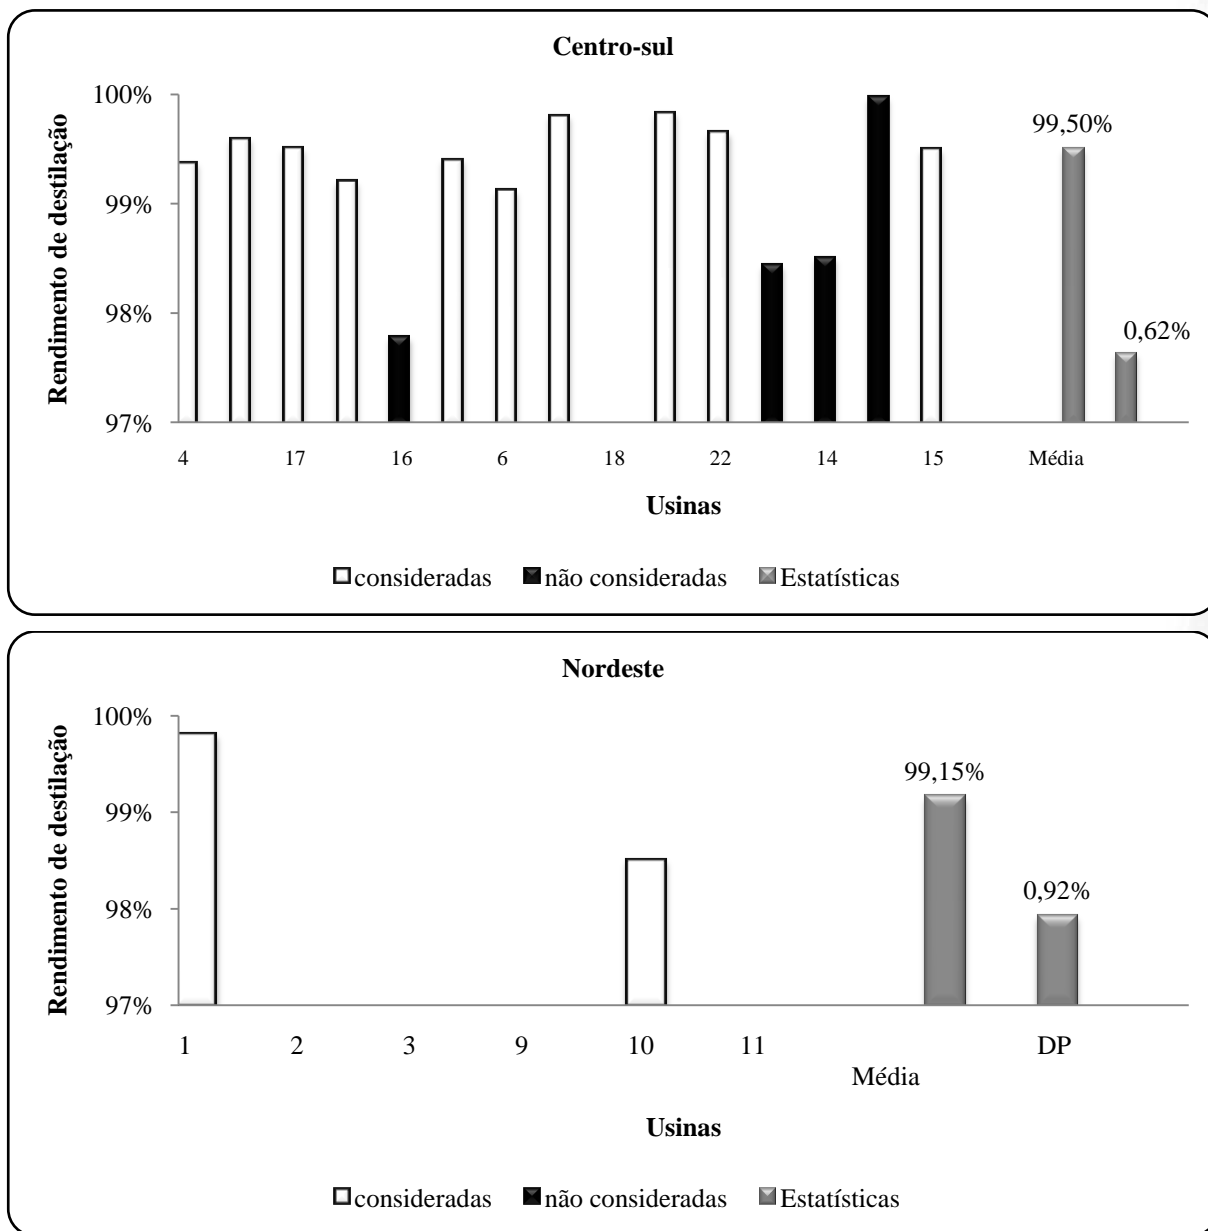 Centro-sul
Rendimento de destilação
100%
99%
98%
97%
99,50%
0,62%
4 17 16 6 18 22 14 15 Média
Usinas
consideradas não consideradas Estatísticas
Nordeste
Rendimento de destilação
100%
99%
98%
97%
99,15%
0,92%
1 2 3 9 10 11 Média DP
Usinas
consideradas não consideradas Estatísticas